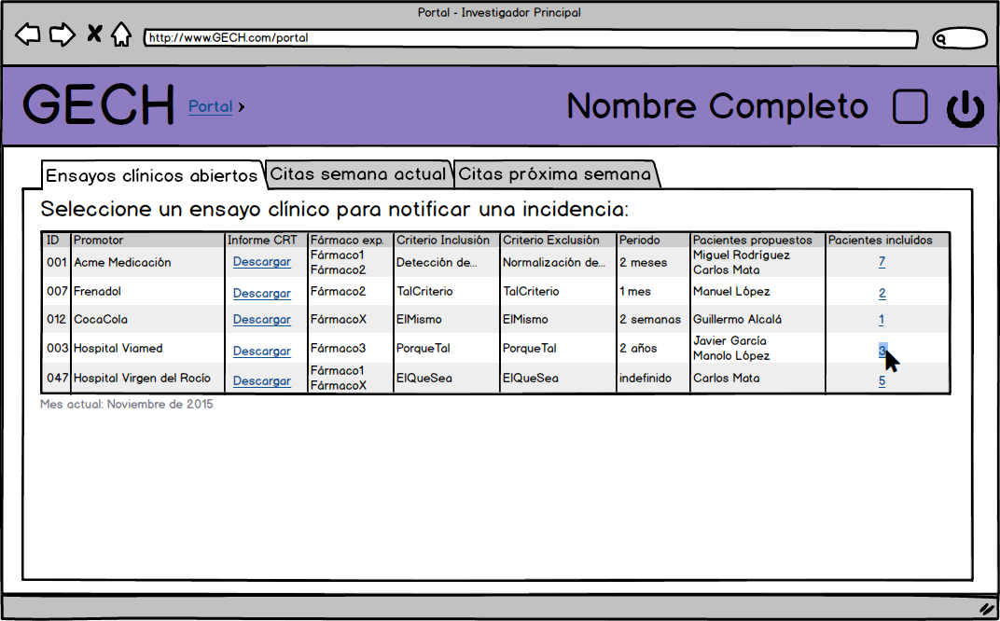 Portal - Investigador Principal
http://www.GECH.com/portal
GECH Portal > Nombre Completo
Ensayos clínicos abiertos Citas semana actual Citas próxima semana
Seleccione un ensayo clínico para notificar una incidencia:
ID Promotor Informe CRT Fármaco exp. Criterio Inclusión Criterio Exclusión Periodo Pacientes propuestos Pacientes incluídos
001 Acme Medicación Descargar Fármaco1 Fármaco2 Detección de... Normalización de... 2 meses Miguel Rodríguez Carlos Mata 7
007 Frenadol Descargar Fármaco2 TalCriterio TalCriterio 1 mes Manuel López 2
012 CocaCola Descargar FármacoX ElMismo ElMismo 2 semanas Guillermo Alcalá 1
003 Hospital Viamed Descargar Fármaco3 PorqueTal PorqueTal 2 años Javier García Manolo López 3
047 Hospital Virgen del Rocío Descargar Fármaco1 FármacoX ElQueSea ElQueSea indefinido Carlos Mata 5
Mes actual: Noviembre de 2015